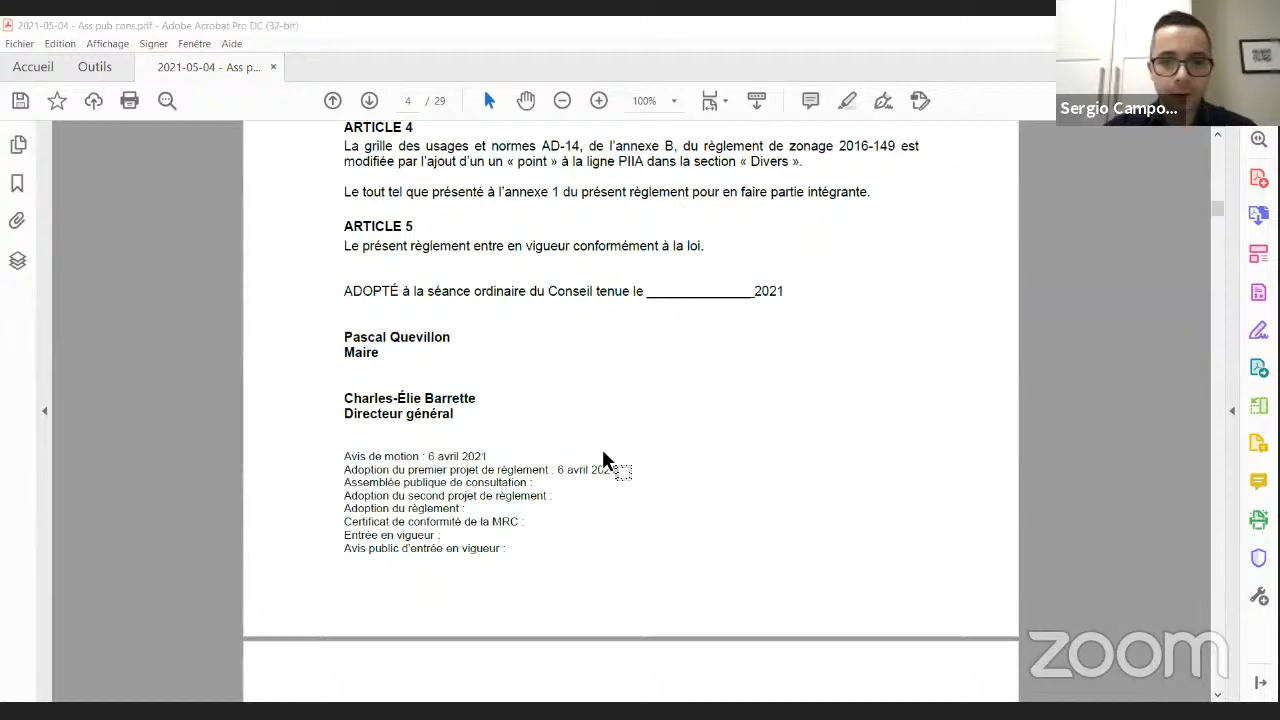 2021-05-04 - Ass pub cons.pdf - Adobe Acrobat Pro DC (32-bit)
Fichier Edition Affichage Signer Fenêtre Aide
Accueil Outils 2021-05-04 - Ass p... ×
4 / 29 100%
Sergio Campo...
ARTICLE 4
La grille des usages et normes AD-14, de l'annexe B, du règlement de zonage 2016-149 est
modifiée par l'ajout d'un un « point » à la ligne PIIA dans la section « Divers ».
Le tout tel que présenté à l'annexe 1 du présent règlement pour en faire partie intégrante.
ARTICLE 5
Le présent règlement entre en vigueur conformément à la loi.
ADOPTÉ à la séance ordinaire du Conseil tenue le ______________2021
Pascal Quevillon
Maire
Charles-Élie Barrette
Directeur général
Avis de motion : 6 avril 2021
Adoption du premier projet de règlement : 6 avril
Assemblée publique de consultation :
Adoption du second projet de règlement :
Adoption du règlement :
Certificat de conformité de la MRC :
Entrée en vigueur :
Avis public d'entrée en vigueur :
zoom